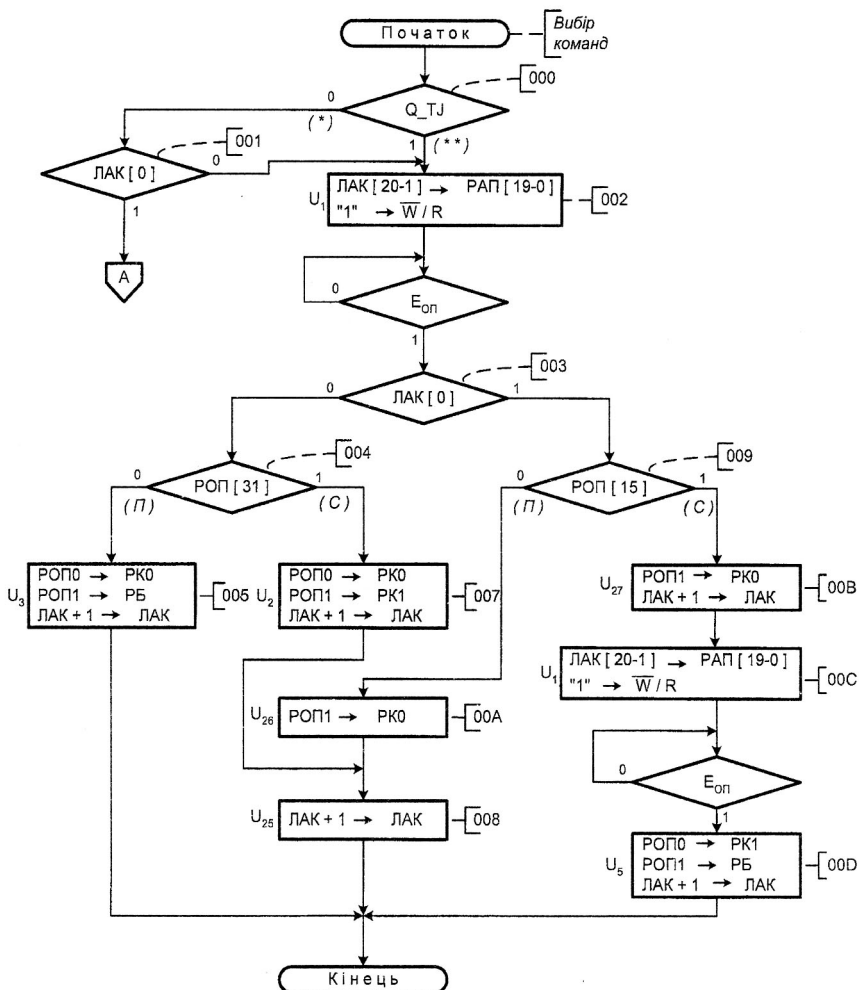 Початок
Вибір
команд
000
Q_TJ
0
(*)
1
(**)
001
ЛАК [ 0 ]
0
1
А
U1
ЛАК [ 20-1 ] → РАП [ 19-0 ]
"1" → W̅ / R
002
0
Еоп
1
003
0
ЛАК [ 0 ]
1
004
0
(П)
РОП [ 31 ]
1
(С)
009
0
(П)
РОП [ 15 ]
1
(С)
U3
РОП0 → РК0
РОП1 → РБ
ЛАК + 1 → ЛАК
005
U2
РОП0 → РК0
РОП1 → РК1
ЛАК + 1 → ЛАК
007
U27
РОП1 → РК0
ЛАК + 1 → ЛАК
00B
U1
ЛАК [ 20-1 ] → РАП [ 19-0 ]
"1" → W̅ / R
00C
U26
РОП1 → РК0
00A
0
Еоп
1
U25
ЛАК + 1 → ЛАК
008
U5
РОП0 → РК1
РОП1 → РБ
ЛАК + 1 → ЛАК
00D
Кінець